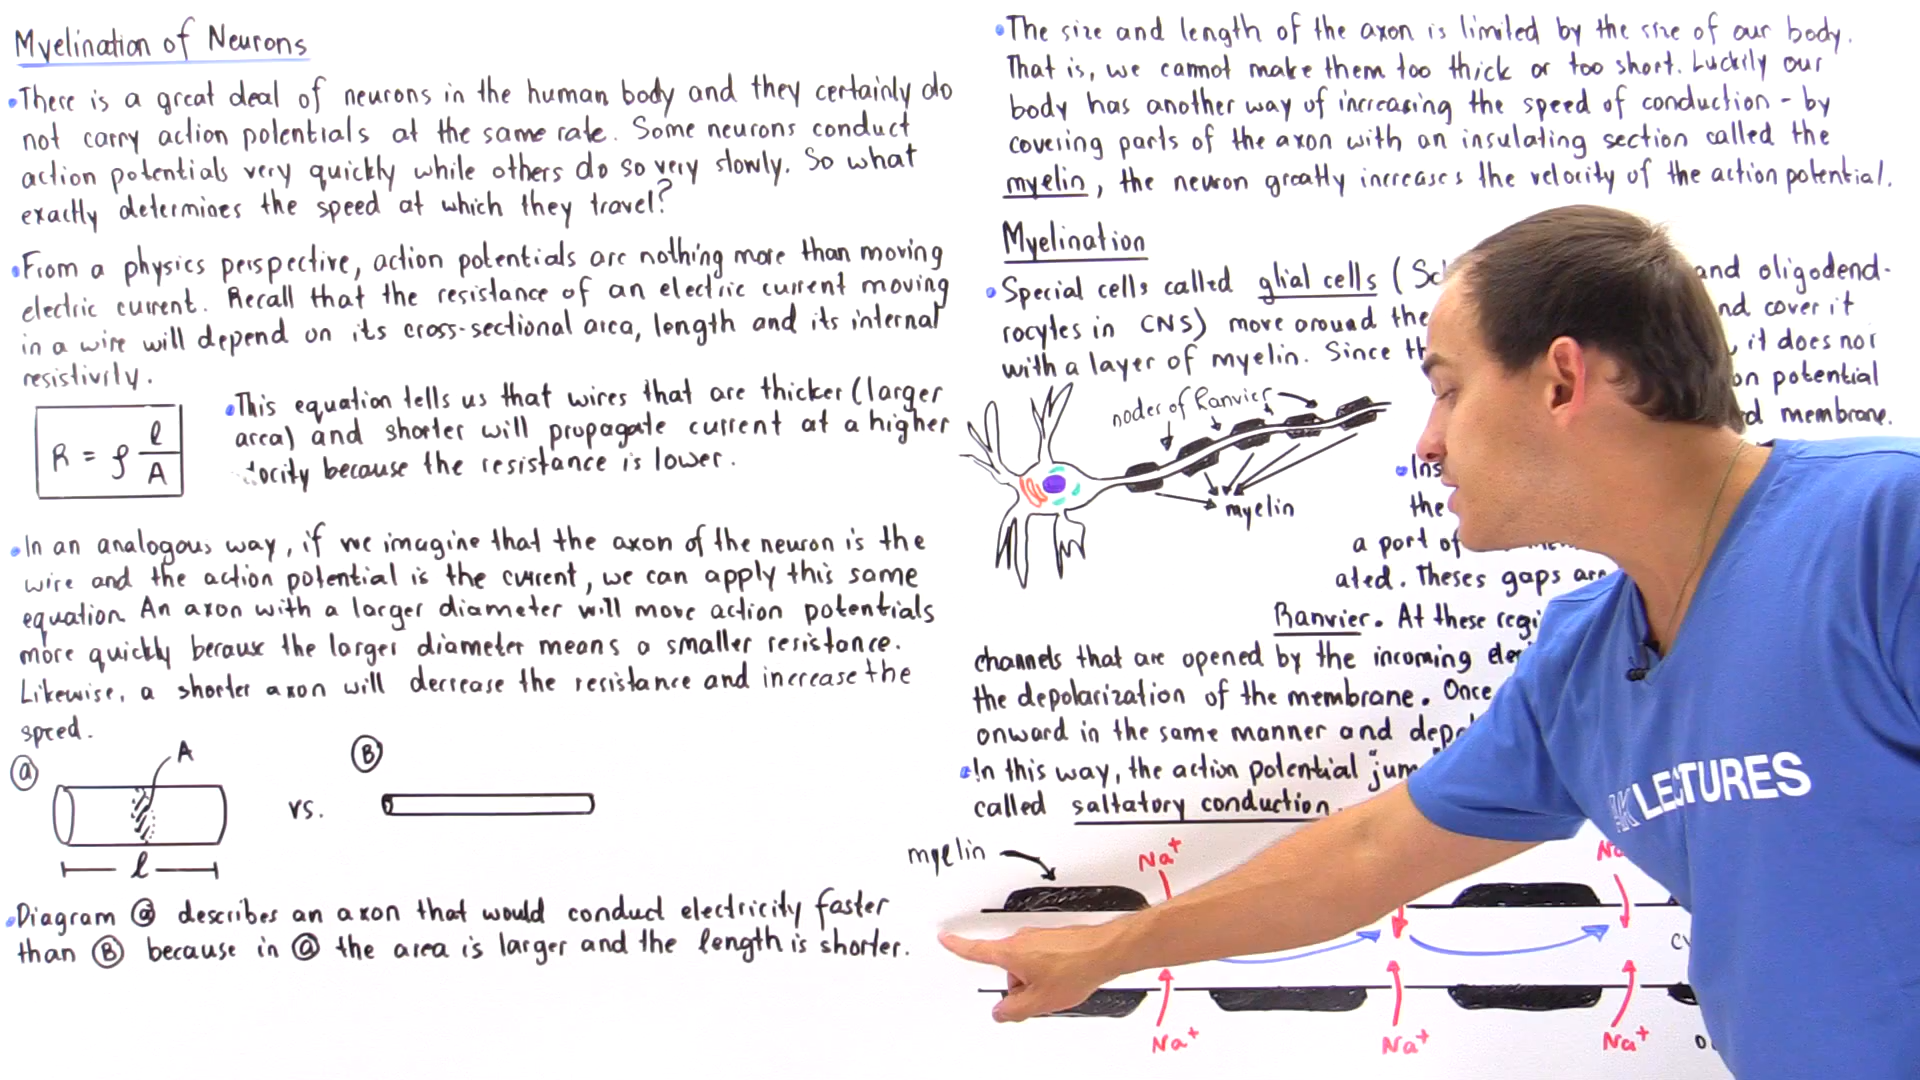 Myelination of Neurons
•There is a great deal of neurons in the human body and they certainly do
not carry action potentials at the same rate. Some neurons conduct
action potentials very quickly while others do so very slowly. So what
exactly determines the speed at which they travel?
•From a physics perspective, action potentials are nothing more than moving
electric current. Recall that the resistance of an electric current moving
in a wire will depend on its cross-sectional area, length and its internal
resistivity.
R = ρ l/A
•This equation tells us that wires that are thicker (larger
area) and shorter will propagate current at a higher
because the resistance is lower.
•In an analogous way, if we imagine that the axon of the neuron is the
wire and the action potential is the current, we can apply this same
equation. An axon with a larger diameter will move action potentials
more quickly because the larger diameter means a smaller resistance.
Likewise, a shorter axon will decrease the resistance and increase the
speed.
a
A
B
vs.
l
•Diagram a describes an axon that would conduct electricity faster
than B because in a the area is larger and the length is shorter.
•The size and length of the axon is limited by the size of our body.
That is, we cannot make them too thick or too short. Luckily our
body has another way of increasing the speed of conduction - by
covering parts of the axon with an insulating section called the
myelin, the neuron greatly increases the velocity of the action potential.
Myelination
•Special cells called glial cells ( and oligodend-
rocytes in CNS) move around the nd cover it
with a layer of myelin. Since , it does not
on potential
membrane.
nodes of Ranvier
myelin
•Ins
the
a part of
ated. Theses gaps are
Ranvier. At these regi
channels that are opened by the incoming
the depolarization of the membrane. Once
onward in the same manner and
•In this way, the action potential "jum
called saltatory conduction.
myelin
Na⁺
Na
Na⁺
Na⁺
Na⁺
AK LECTURES